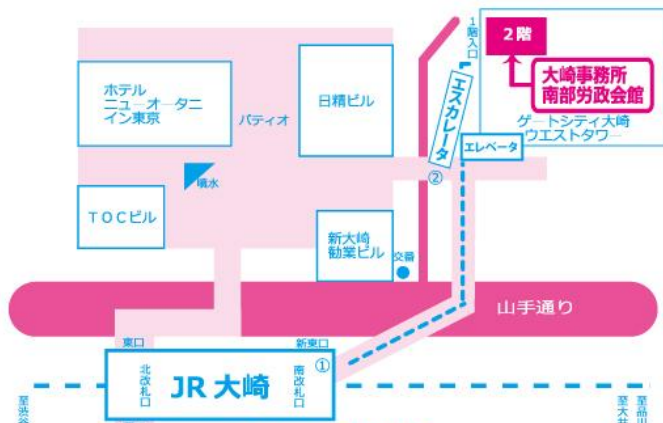 1階入口
2階
大崎事務所
南部労政会館
ゲートシティ大崎
ウエストタワー
エスカレータ
エレベータ
②
ホテル
ニューオータニ
イン東京
パティオ
日精ビル
噴水
TOCビル
新大崎
勧業ビル
交番
山手通り
東口
新東口
①
北改札口
JR 大崎
南改札口
至渋谷
至大井
至品川